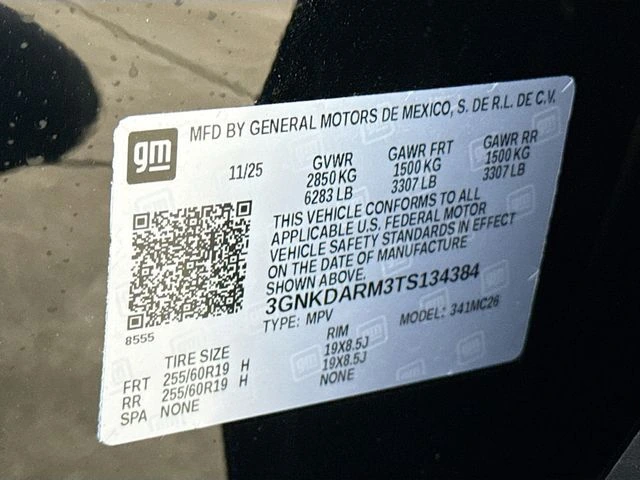 gm
MFD BY GENERAL MOTORS DE MEXICO, S. DE R.L. DE C.V.
11/25 GVWR GAWR FRT GAWR RR
2850 KG 1500 KG 1500 KG
6283 LB 3307 LB 3307 LB
THIS VEHICLE CONFORMS TO ALL
APPLICABLE U.S. FEDERAL MOTOR
VEHICLE SAFETY STANDARDS IN EFFECT
ON THE DATE OF MANUFACTURE
SHOWN ABOVE.
3GNKDARM3TS134384
TYPE: MPV MODEL: 341MC26
8555
TIRE SIZE RIM
FRT 255/60R19 H 19X8.5J
RR 255/60R19 H 19X8.5J
SPA NONE NONE